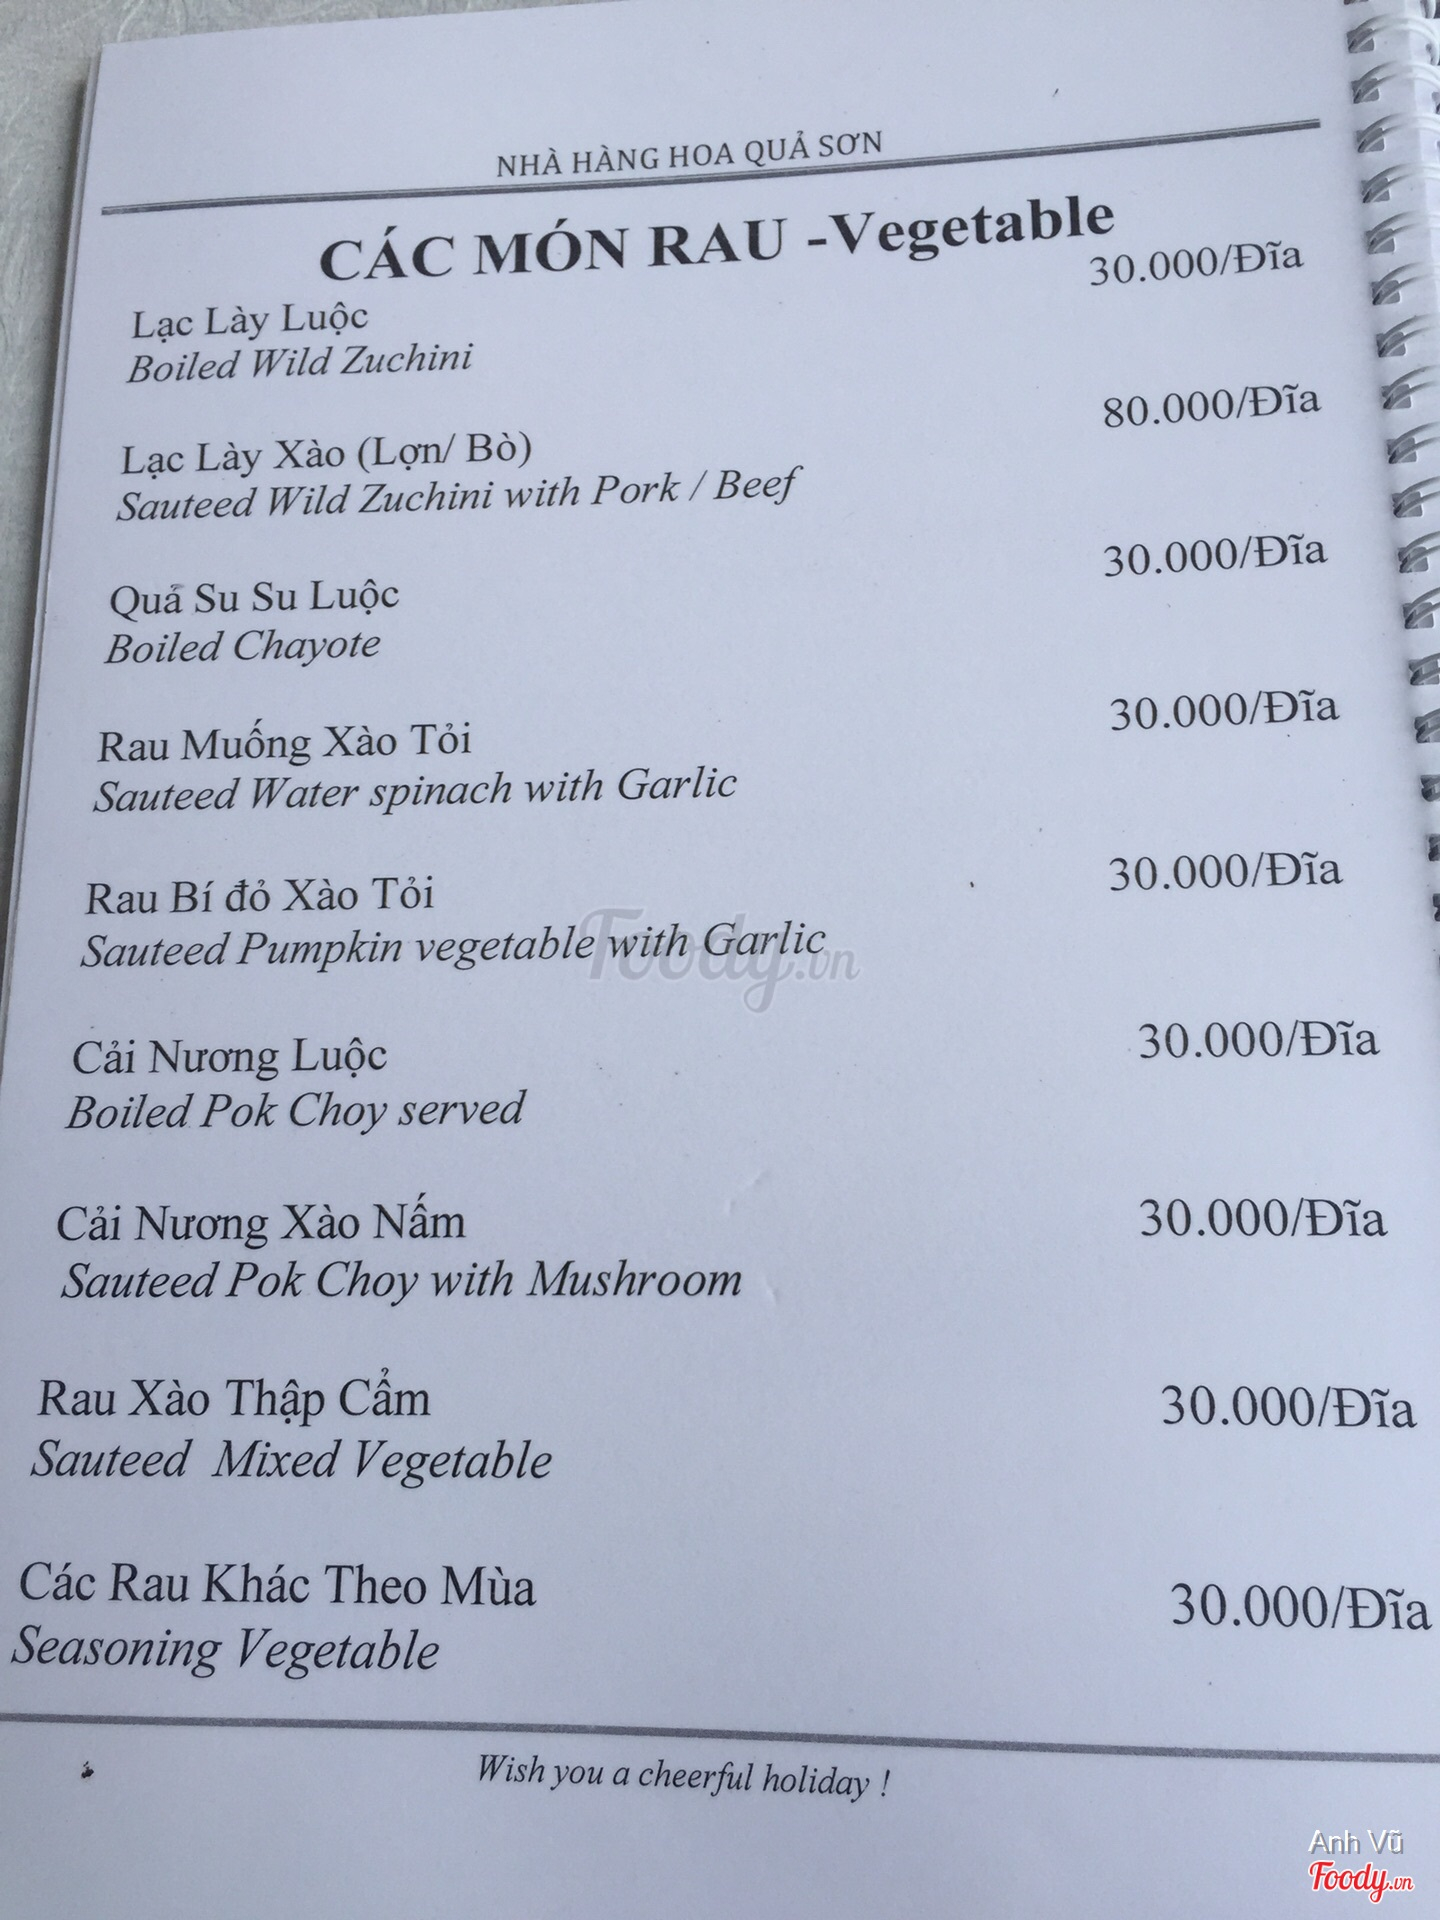 NHÀ HÀNG HOA QUẢ SƠN
CÁC MÓN RAU -Vegetable
Lạc Lày Luộc 30.000/Đĩa
Boiled Wild Zuchini
Lạc Lày Xào (Lợn/ Bò) 80.000/Đĩa
Sauteed Wild Zuchini with Pork / Beef
Quả Su Su Luộc 30.000/Đĩa
Boiled Chayote
Rau Muống Xào Tỏi 30.000/Đĩa
Sauteed Water spinach with Garlic
Rau Bí đỏ Xào Tỏi 30.000/Đĩa
Sauteed Pumpkin vegetable with Garlic
Foody.vn
Cải Nương Luộc 30.000/Đĩa
Boiled Pok Choy served
Cải Nương Xào Nấm 30.000/Đĩa
Sauteed Pok Choy with Mushroom
Rau Xào Thập Cẩm 30.000/Đĩa
Sauteed Mixed Vegetable
Các Rau Khác Theo Mùa 30.000/Đĩa
Seasoning Vegetable
Wish you a cheerful holiday !
Anh Vũ
Foody.vn